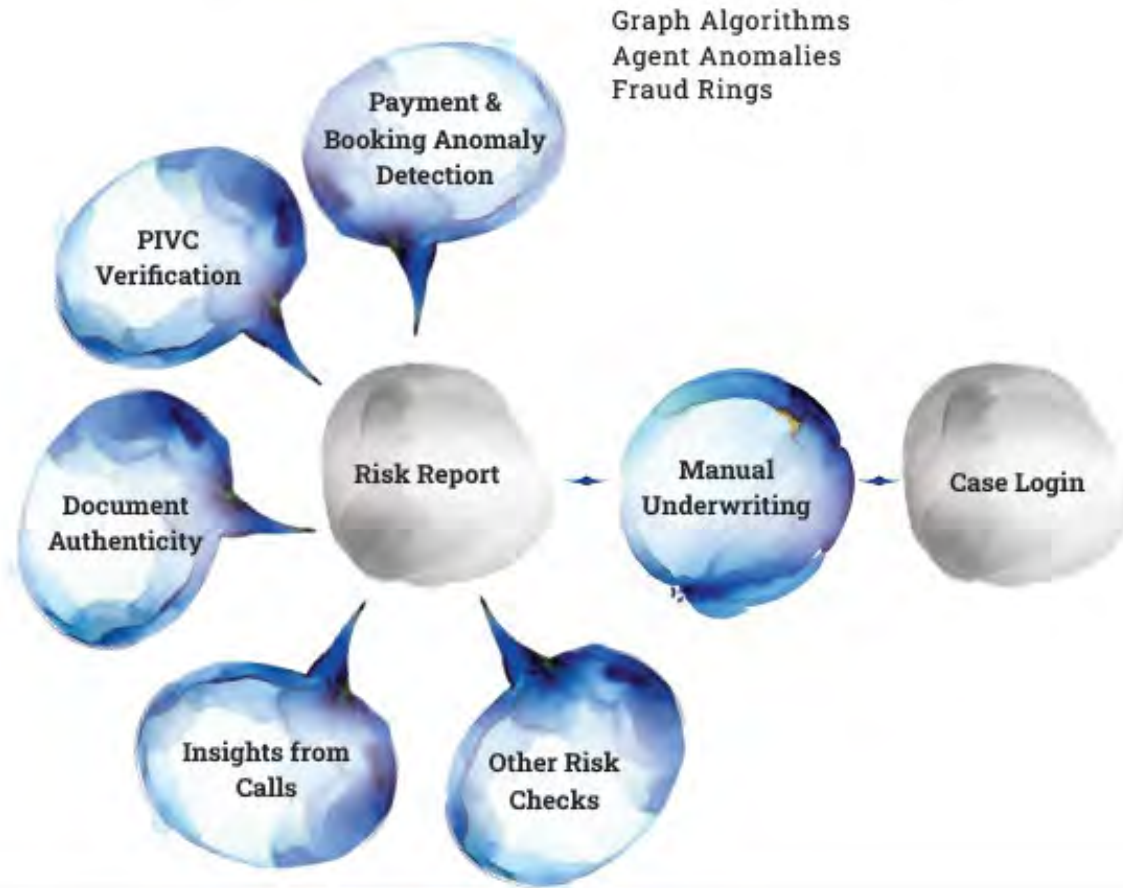 Graph Algorithms
Agent Anomalies
Fraud Rings
Payment &
Booking Anomaly
Detection
PIVC
Verification
Document
Authenticity
Insights from
Calls
Other Risk
Checks
Risk Report
Manual
Underwriting
Case Login